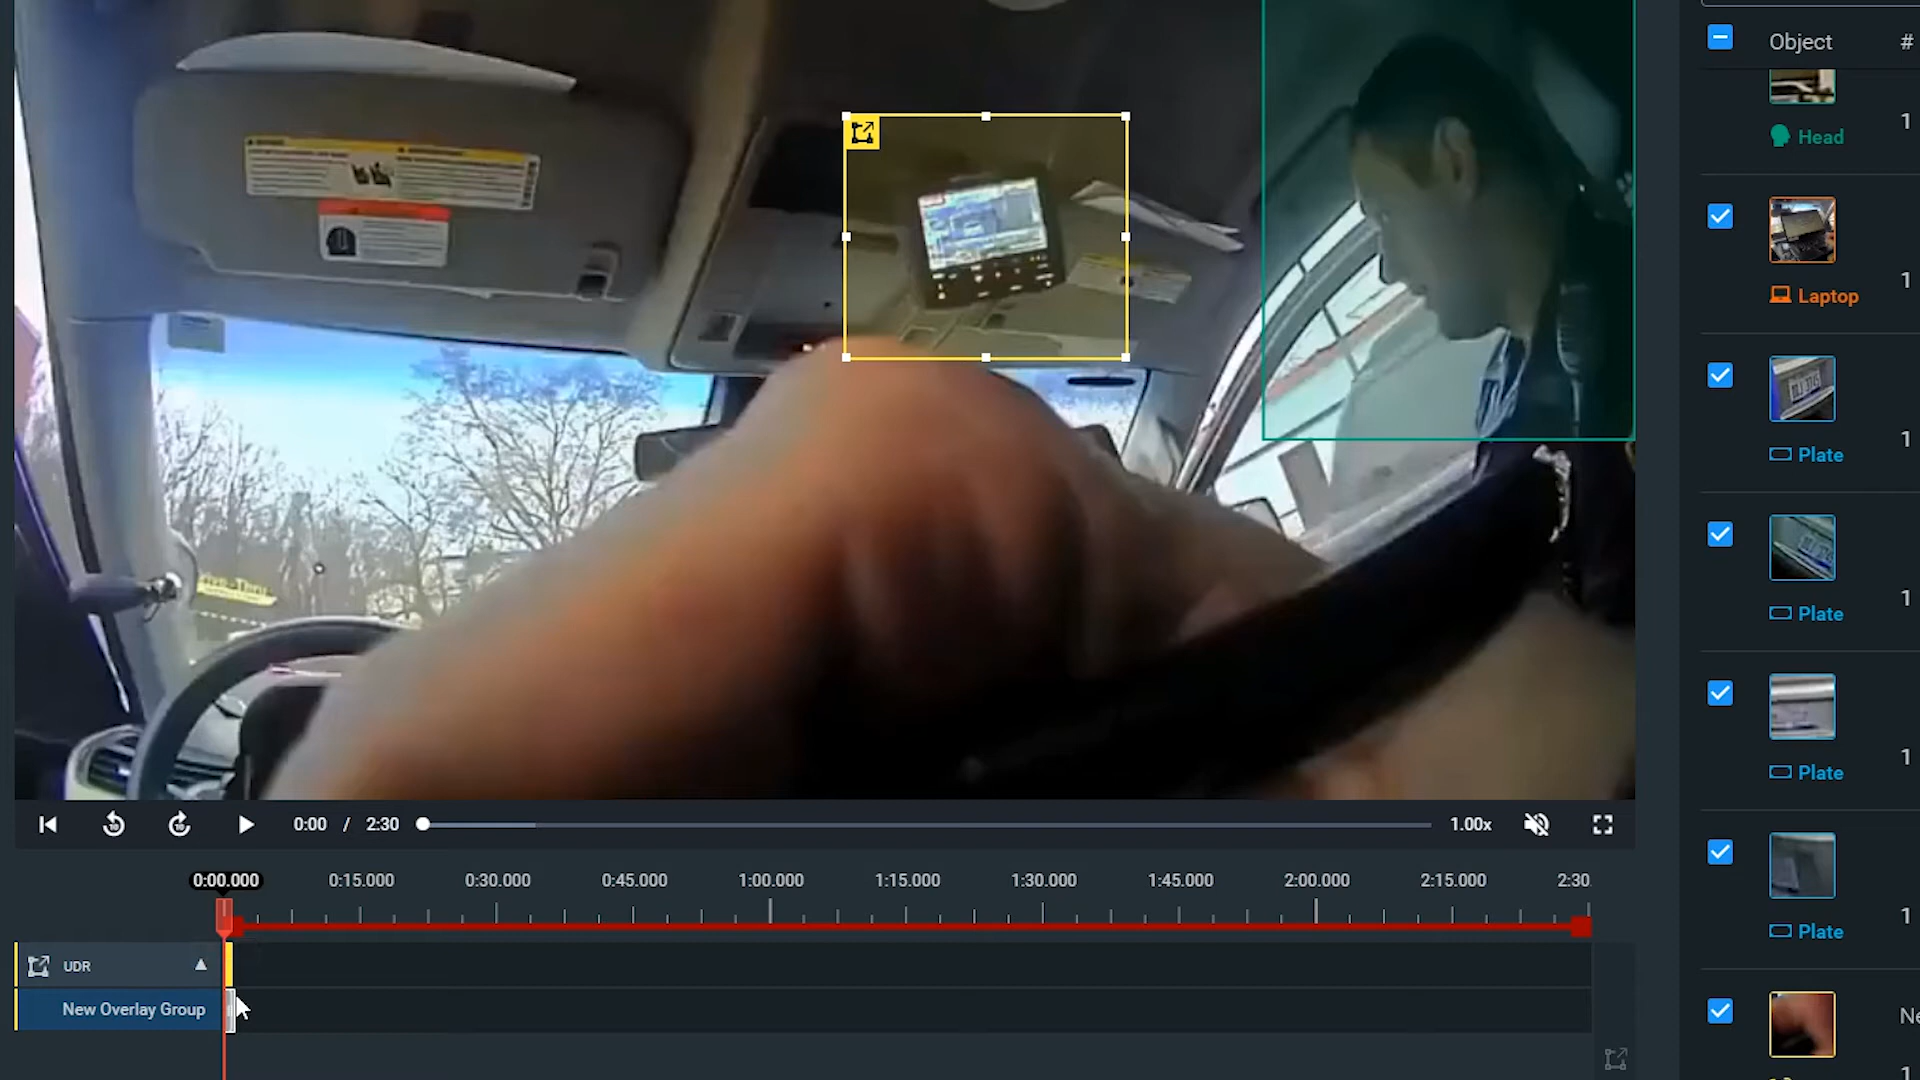 Object #
Head 1
Laptop 1
Plate 1
Plate 1
Plate 1
Plate 1
Ne
0:00 / 2:30
1.00x
0:00.000 0:15.000 0:30.000 0:45.000 1:00.000 1:15.000 1:30.000 1:45.000 2:00.000 2:15.000 2:30.
UDR
New Overlay Group